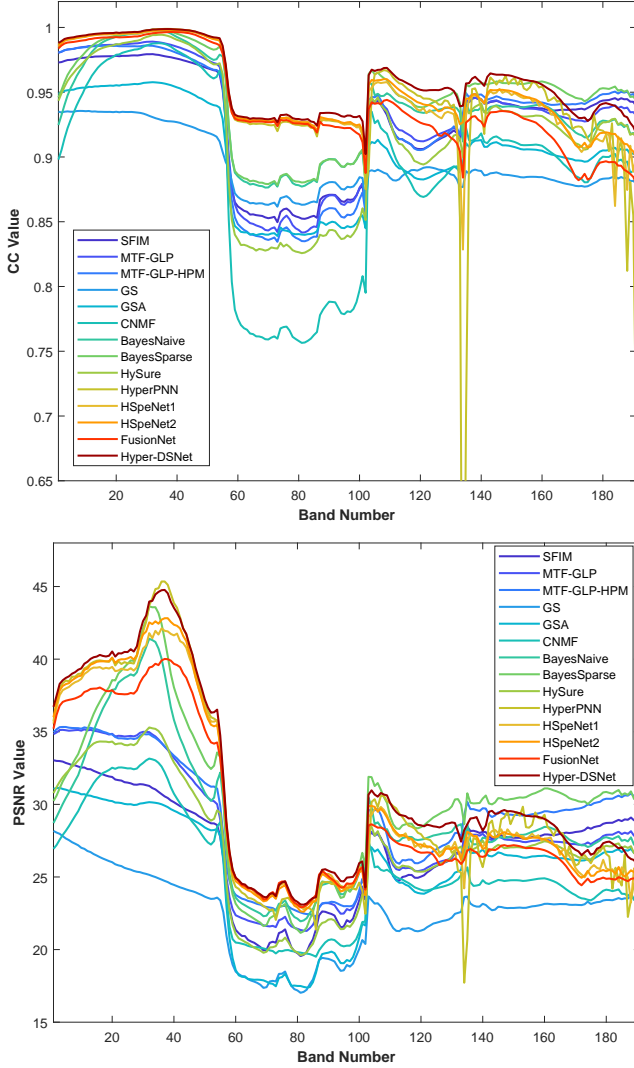 1
0.95
0.9
0.85
0.8
0.75
0.7
0.65
CC Value
SFIM
MTF-GLP
MTF-GLP-HPM
GS
GSA
CNMF
BayesNaive
BayesSparse
HySure
HyperPNN
HSpeNet1
HSpeNet2
FusionNet
Hyper-DSNet
20 40 60 80 100 120 140 160 180
Band Number
45
40
35
30
25
20
15
PSNR Value
SFIM
MTF-GLP
MTF-GLP-HPM
GS
GSA
CNMF
BayesNaive
BayesSparse
HySure
HyperPNN
HSpeNet1
HSpeNet2
FusionNet
Hyper-DSNet
20 40 60 80 100 120 140 160 180
Band Number